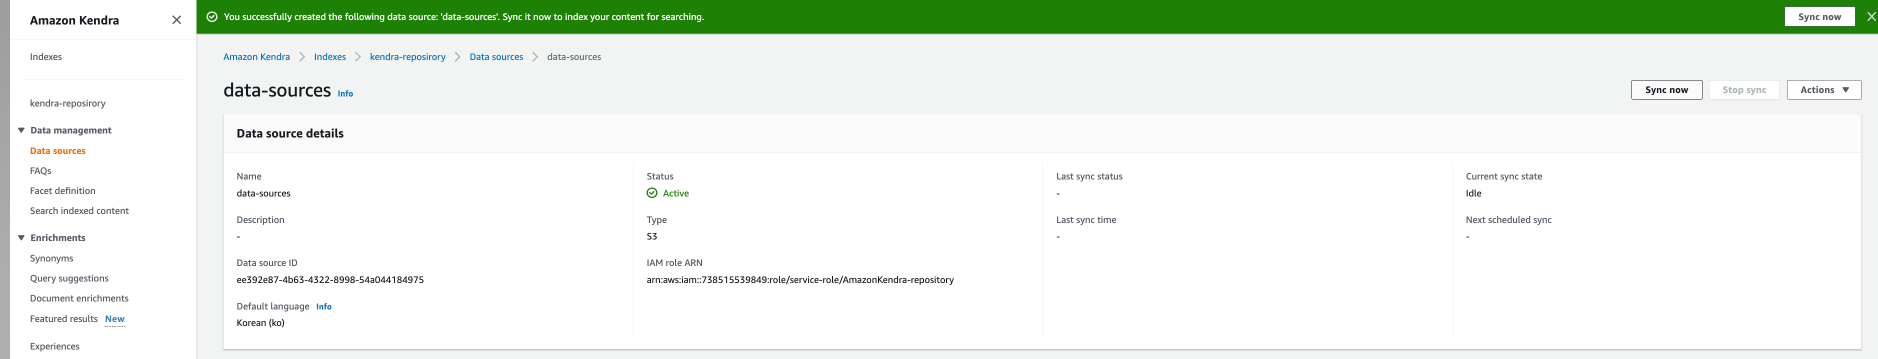 Amazon Kendra
Indexes
kendra-reposirory
Data management
Data sources
FAQs
Facet definition
Search indexed content
Enrichments
Synonyms
Query suggestions
Document enrichments
Featured results New
Experiences
You successfully created the following data source: 'data-sources'. Sync it now to index your content for searching.
Sync now
Amazon Kendra > Indexes > kendra-reposirory > Data sources > data-sources
data-sources Info
Sync now
Stop sync
Actions
Data source details
Name
data-sources
Description
-
Data source ID
ee392e87-4b63-4322-8998-54a044184975
Default language Info
Korean (ko)
Status
Active
Type
S3
IAM role ARN
arn:aws:iam::738515539849:role/service-role/AmazonKendra-repository
Last sync status
-
Last sync time
-
Current sync state
Idle
Next scheduled sync
-